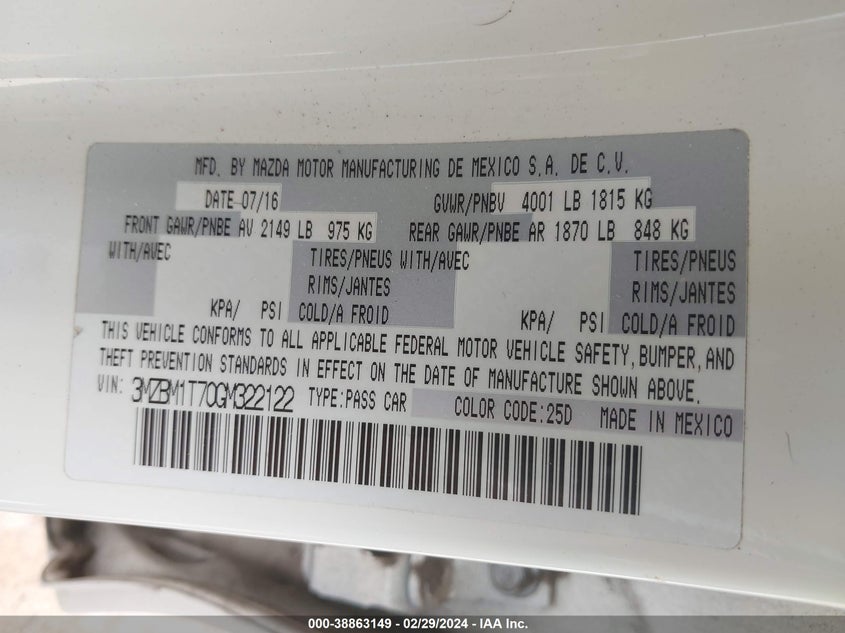 MFD. BY MAZDA MOTOR MANUFACTURING DE MEXICO S.A. DE C.V.
DATE 07/16 GVWR/PNBV 4001 LB 1815 KG
FRONT GAWR/PNBE AV 2149 LB 975 KG REAR GAWR/PNBE AR 1870 LB 848 KG
WITH/AVEC TIRES/PNEUS WITH/AVEC TIRES/PNEUS
RIMS/JANTES RIMS/JANTES
KPA/ PSI COLD/A FROID KPA/ PSI COLD/A FROID
THIS VEHICLE CONFORMS TO ALL APPLICABLE FEDERAL MOTOR VEHICLE SAFETY, BUMPER, AND
THEFT PREVENTION STANDARDS IN EFFECT ON THE DATE OF MANUFACTURE SHOWN ABOVE.
VIN: 3MZBM1T70GM322122 TYPE:PASS CAR COLOR CODE:25D MADE IN MEXICO
000-38863149 - 02/29/2024 - IAA Inc.